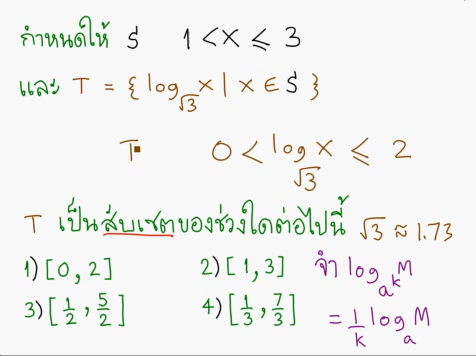 กำหนดให้ S 1 < x ⩽ 3
และ T = { log_√3 x | x ∈ S }
T 0 < log_√3 x ⩽ 2
T เป็นสับเซตของช่วงใดต่อไปนี้ √3 ≈ 1.73
1) [0, 2] 2) [1, 3] จำ log_{a^k} M
3) [1/2, 5/2] 4) [1/3, 7/3] = 1/k log_a M